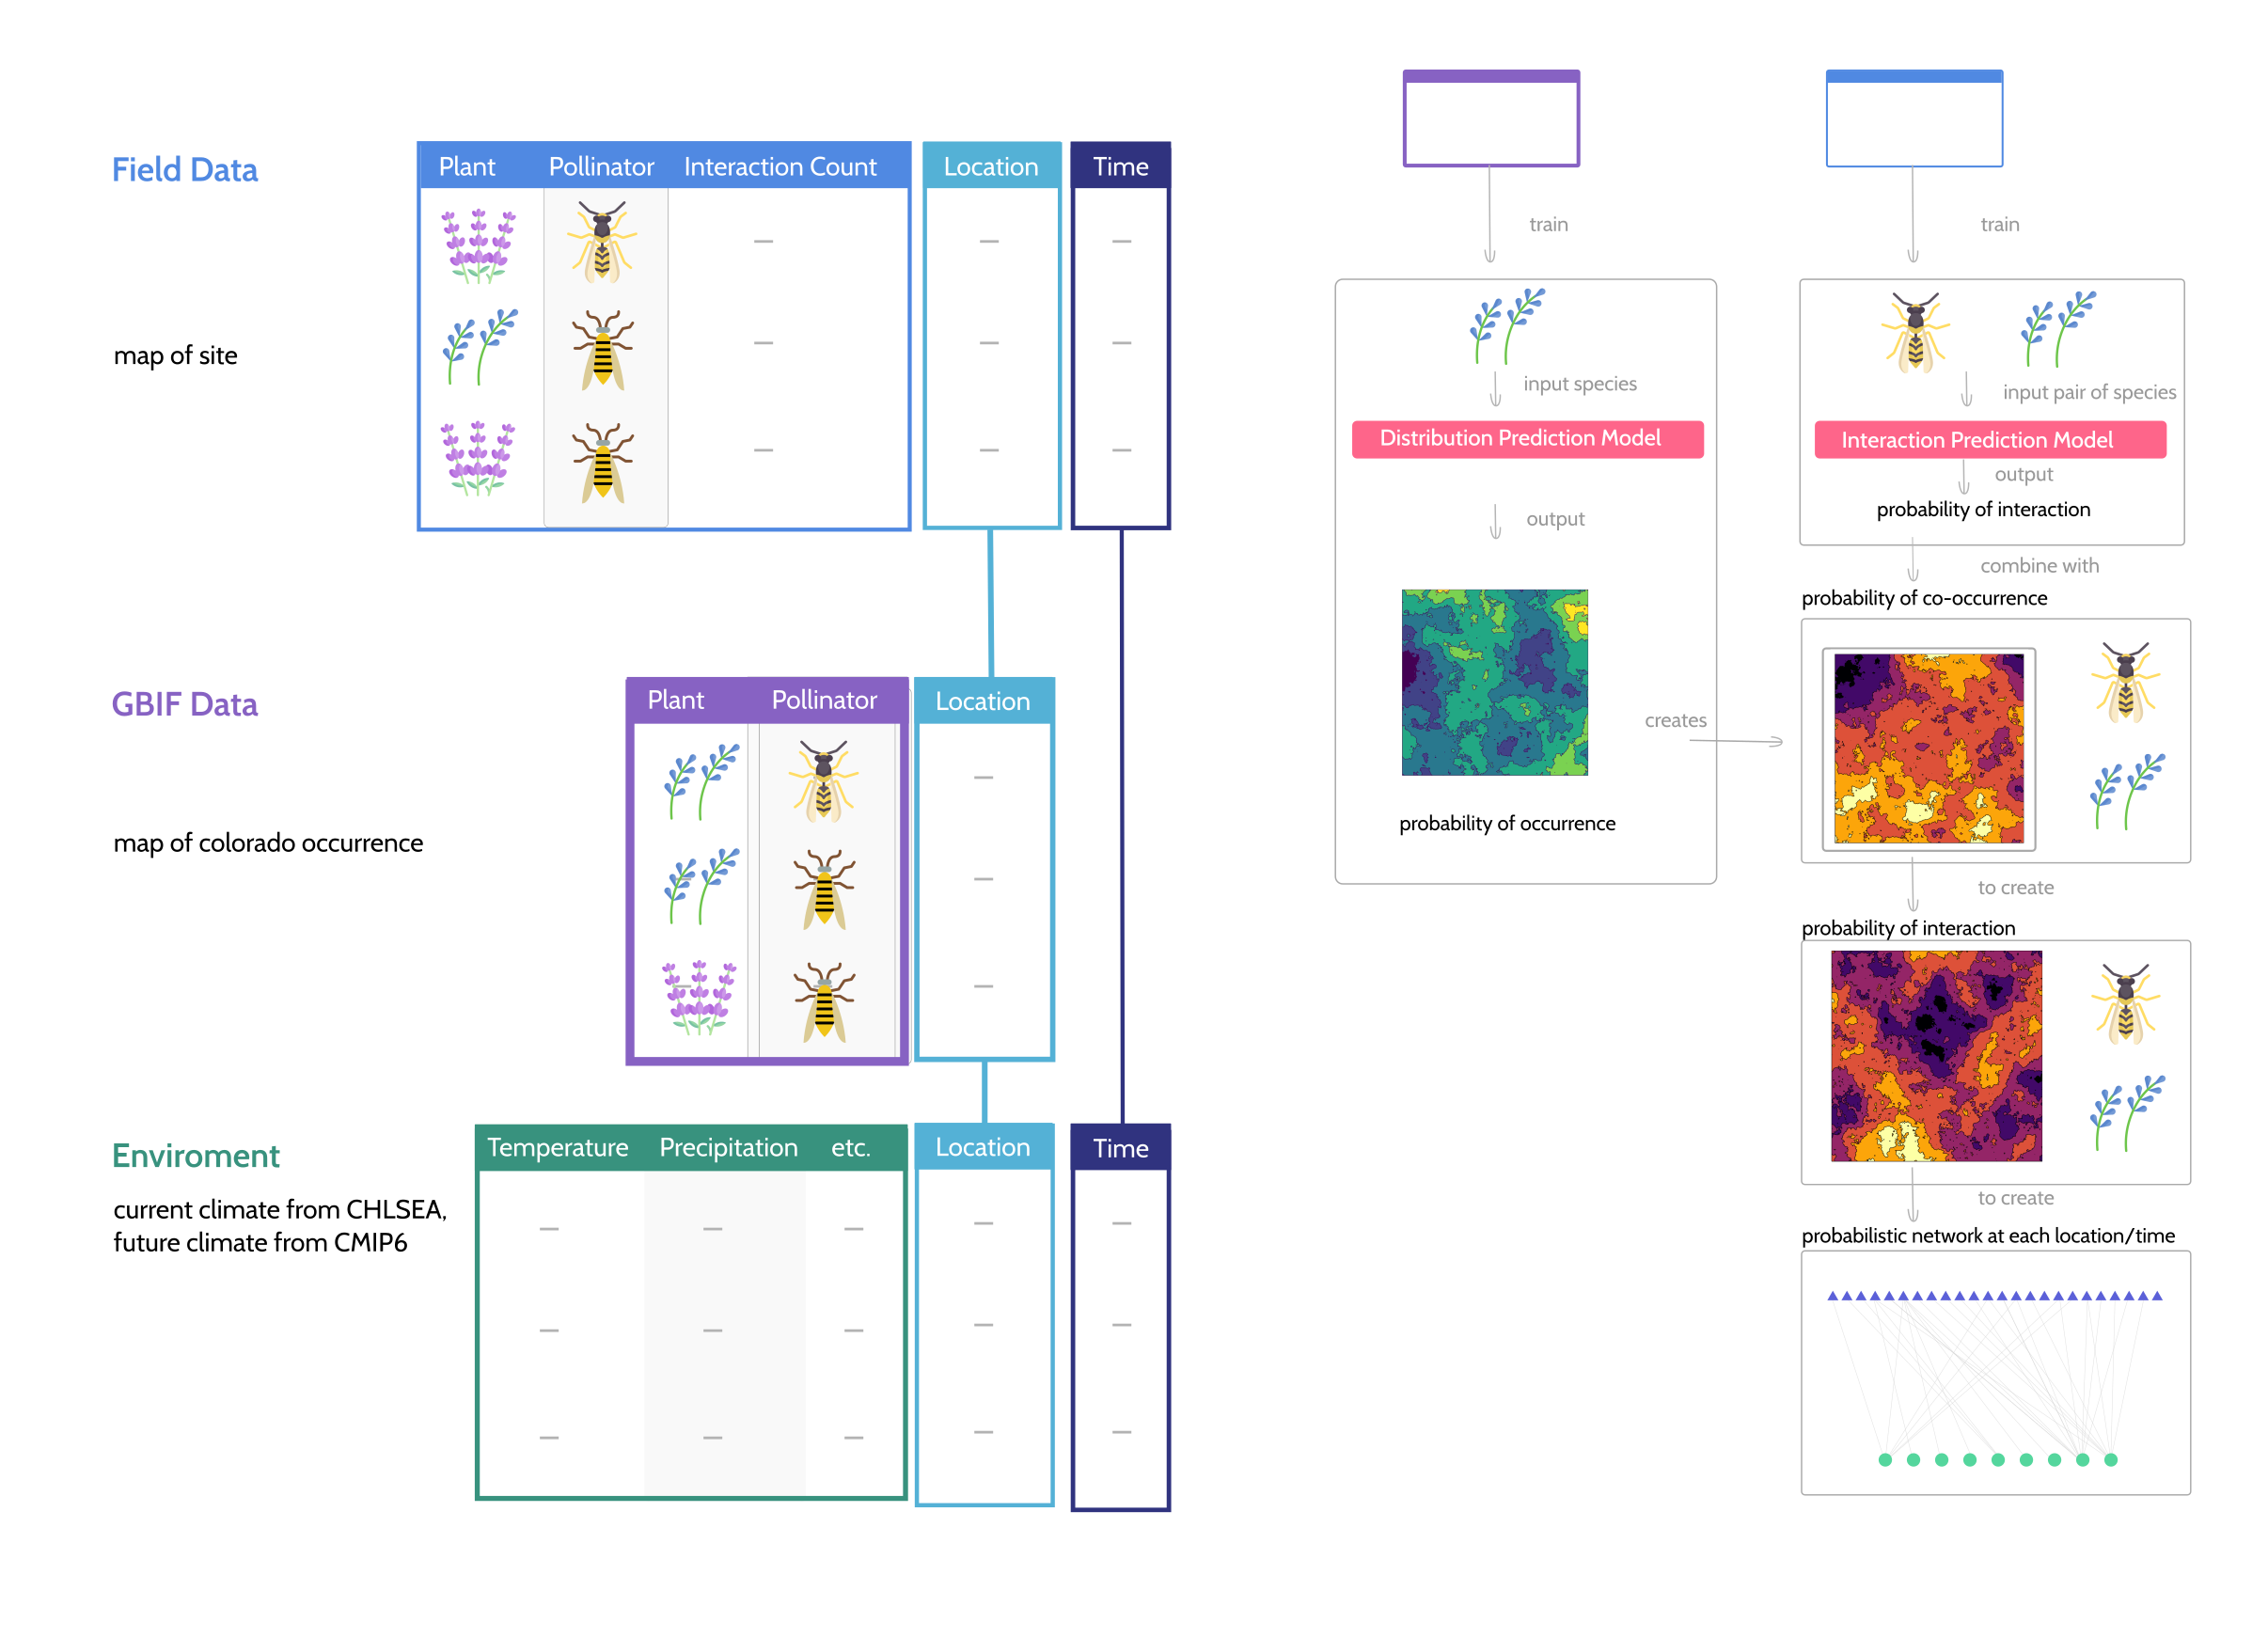 Field Data
Plant Pollinator Interaction Count Location Time
map of site
GBIF Data
Plant Pollinator Location
map of colorado occurrence
Enviroment
Temperature Precipitation etc. Location Time
current climate from CHLSEA,
future climate from CMIP6
train
input species
Distribution Prediction Model
output
probability of occurrence
creates
train
input pair of species
Interaction Prediction Model
output
probability of interaction
combine with
probability of co-occurrence
to create
probability of interaction
to create
probabilistic network at each location/time